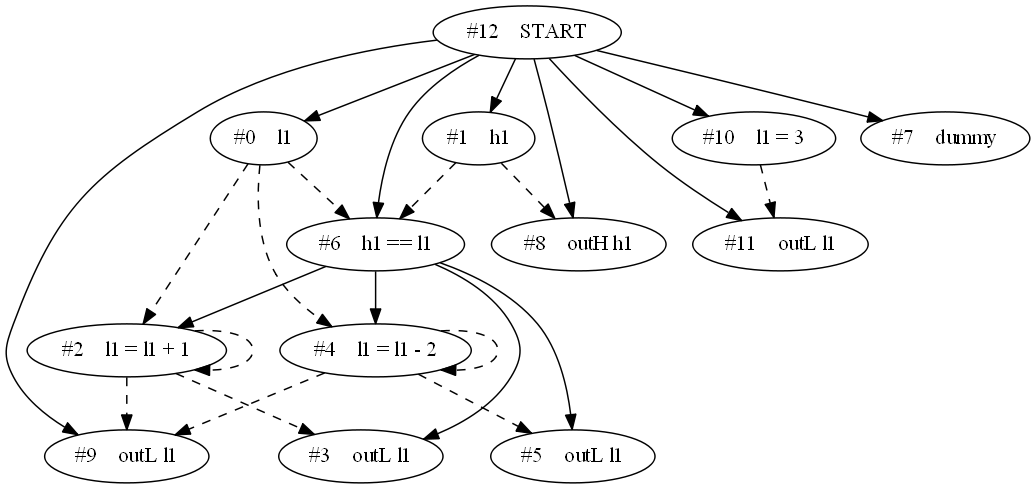 #12 START
#0 l1
#1 h1
#10 l1 = 3
#7 dummy
#6 h1 == l1
#8 outH h1
#11 outL l1
#2 l1 = l1 + 1
#4 l1 = l1 - 2
#9 outL l1
#3 outL l1
#5 outL l1